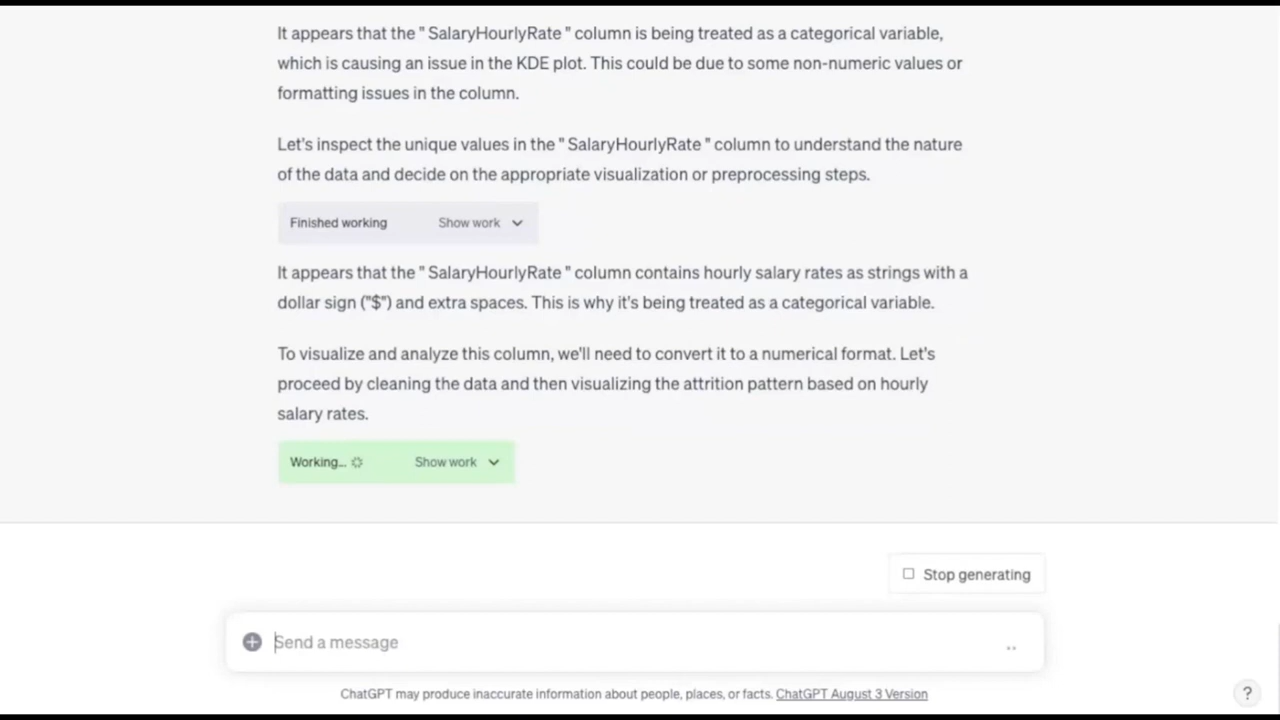 It appears that the " SalaryHourlyRate " column is being treated as a categorical variable,
which is causing an issue in the KDE plot. This could be due to some non-numeric values or
formatting issues in the column.
Let's inspect the unique values in the " SalaryHourlyRate " column to understand the nature
of the data and decide on the appropriate visualization or preprocessing steps.
Finished working Show work
It appears that the " SalaryHourlyRate " column contains hourly salary rates as strings with a
dollar sign ("$") and extra spaces. This is why it's being treated as a categorical variable.
To visualize and analyze this column, we'll need to convert it to a numerical format. Let's
proceed by cleaning the data and then visualizing the attrition pattern based on hourly
salary rates.
Working... Show work
Stop generating
Send a message
ChatGPT may produce inaccurate information about people, places, or facts. ChatGPT August 3 Version
?